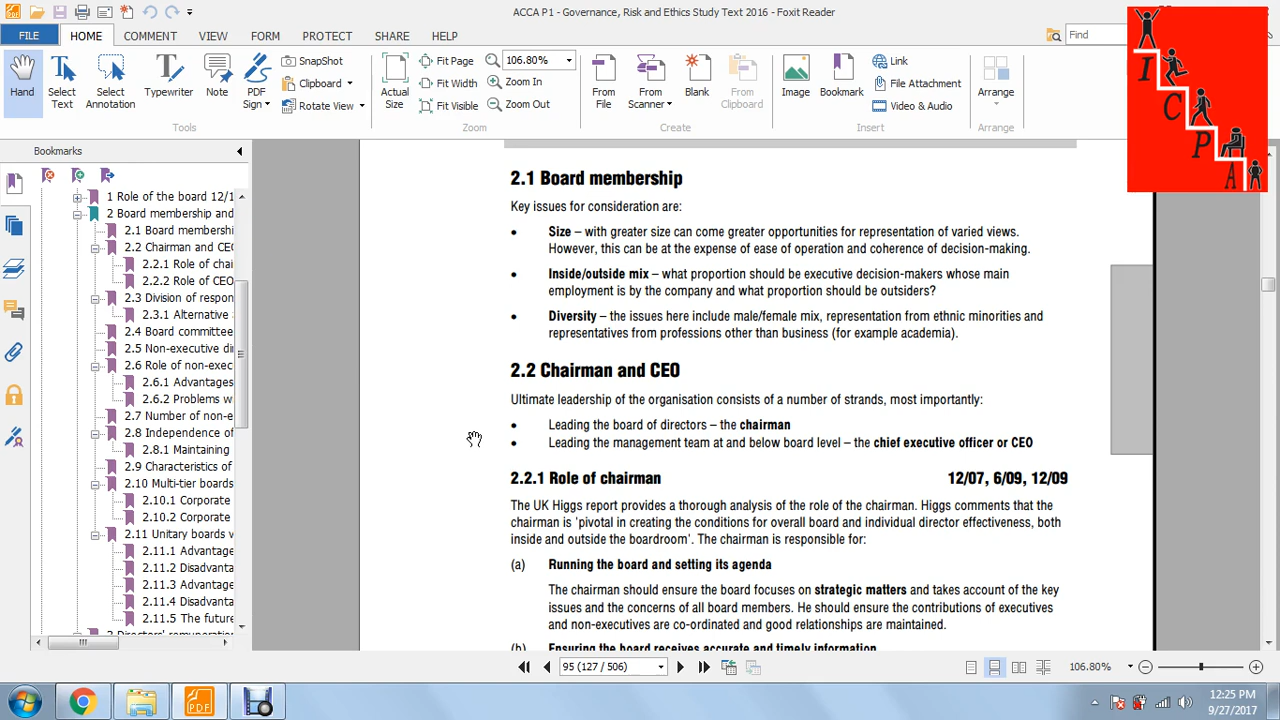 ACCA P1 - Governance, Risk and Ethics Study Text 2016 - Foxit Reader
FILE HOME COMMENT VIEW FORM PROTECT SHARE HELP Find
Hand
Select Text
Select Annotation
Typewriter
Note
PDF Sign
SnapShot
Clipboard
Rotate View
Tools
Actual Size
Fit Page
Fit Width
Fit Visible
106.80%
Zoom In
Zoom Out
Zoom
From File
From Scanner
Blank
From Clipboard
Create
Image
Bookmark
Link
File Attachment
Video & Audio
Insert
Arrange
Arrange
I
C
P
A
Bookmarks
1 Role of the board 12/1
2 Board membership and
2.1 Board membershi
2.2 Chairman and CEO
2.2.1 Role of chai
2.2.2 Role of CEO
2.3 Division of respon
2.3.1 Alternative
2.4 Board committee
2.5 Non-executive di
2.6 Role of non-exec
2.6.1 Advantages
2.6.2 Problems w
2.7 Number of non-e
2.8 Independence of
2.8.1 Maintaining
2.9 Characteristics of
2.10 Multi-tier boards
2.10.1 Corporate
2.10.2 Corporate
2.11 Unitary boards v
2.11.1 Advantage
2.11.2 Disadvanta
2.11.3 Advantage
2.11.4 Disadvanta
2.11.5 The future
2.1 Board membership
Key issues for consideration are:
• Size – with greater size can come greater opportunities for representation of varied views.
However, this can be at the expense of ease of operation and coherence of decision-making.
• Inside/outside mix – what proportion should be executive decision-makers whose main
employment is by the company and what proportion should be outsiders?
• Diversity – the issues here include male/female mix, representation from ethnic minorities and
representatives from professions other than business (for example academia).
2.2 Chairman and CEO
Ultimate leadership of the organisation consists of a number of strands, most importantly:
• Leading the board of directors – the chairman
• Leading the management team at and below board level – the chief executive officer or CEO
2.2.1 Role of chairman 12/07, 6/09, 12/09
The UK Higgs report provides a thorough analysis of the role of the chairman. Higgs comments that the
chairman is 'pivotal in creating the conditions for overall board and individual director effectiveness, both
inside and outside the boardroom'. The chairman is responsible for:
(a) Running the board and setting its agenda
The chairman should ensure the board focuses on strategic matters and takes account of the key
issues and the concerns of all board members. He should ensure the contributions of executives
and non-executives are co-ordinated and good relationships are maintained.
(b) Ensuring the board receives accurate and timely information
95 (127 / 506)
106.80%
12:25 PM
9/27/2017